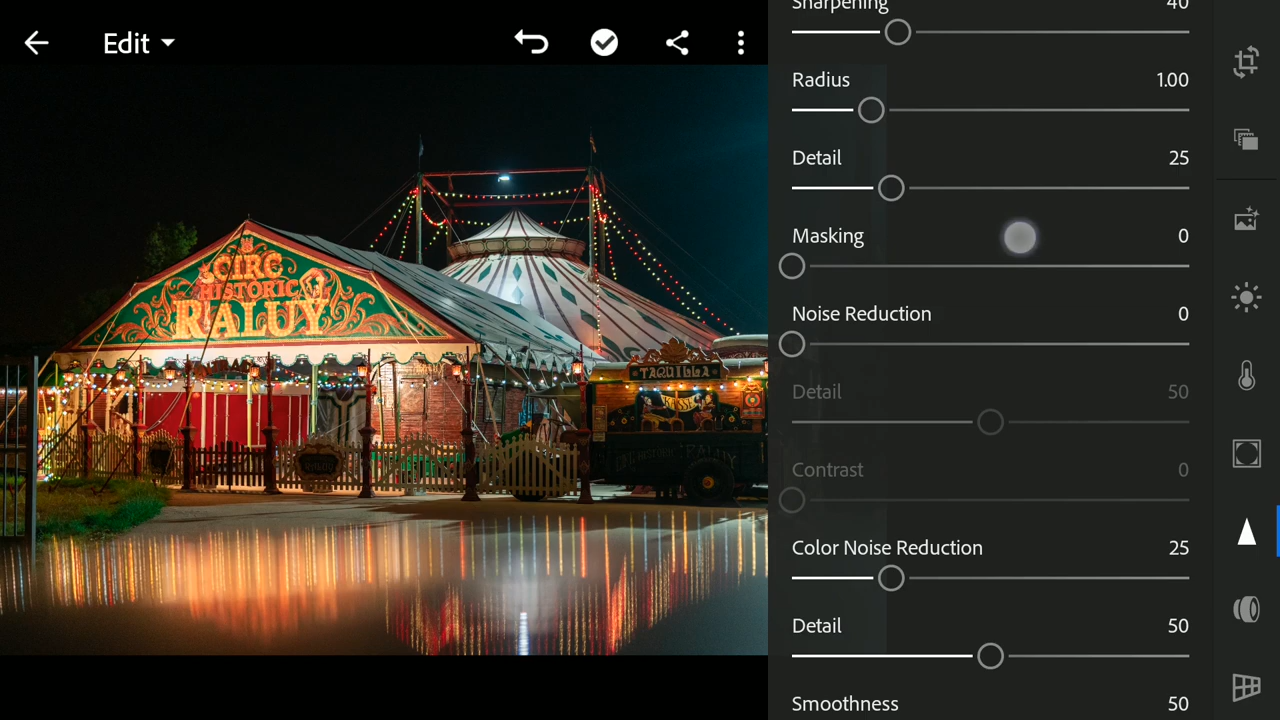 Edit
Sharpening 40
Radius 1.00
Detail 25
Masking 0
Noise Reduction 0
Detail 50
Contrast 0
Color Noise Reduction 25
Detail 50
Smoothness 50
CIRC
HISTORIC
RALUY
TAQUILLA